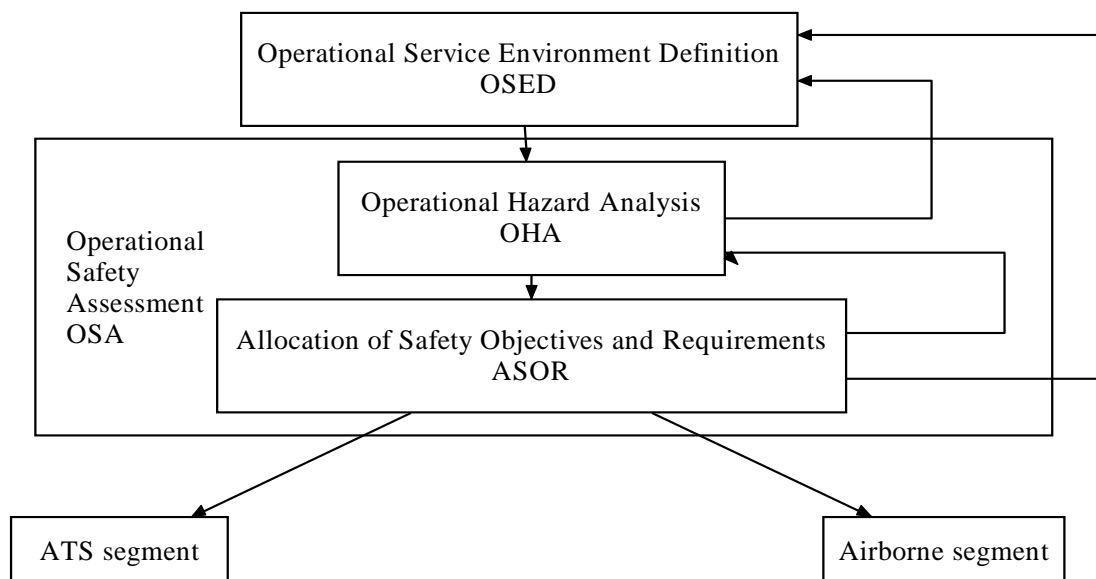 Operational Service Environment Definition
OSED
Operational Hazard Analysis
OHA
Operational
Safety
Assessment
OSA
Allocation of Safety Objectives and Requirements
ASOR
ATS segment
Airborne segment